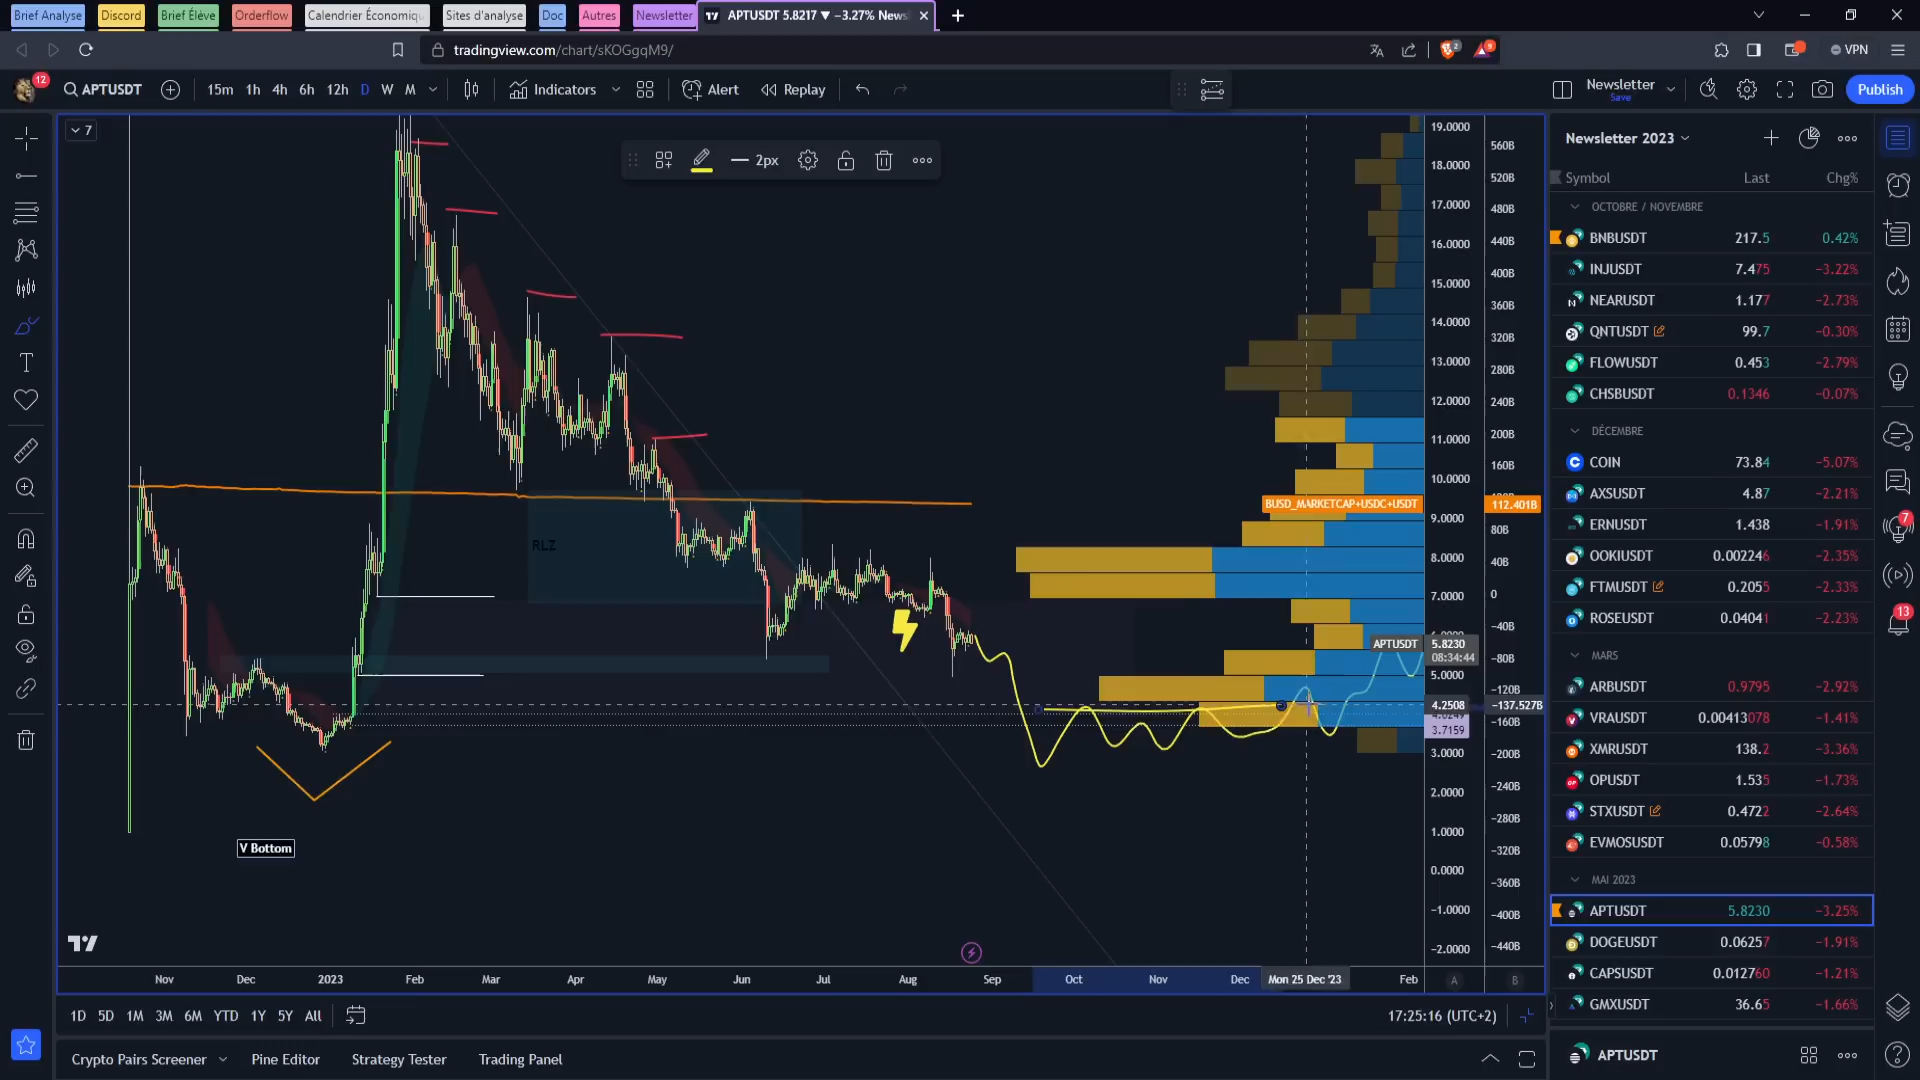 Brief Analyse
Discord
Brief Élève
Orderflow
Calendrier Économiq
Sites d'analyse
Doc
Autres
Newsletter
APTUSDT 5.8217 ▼ −3.27% News
tradingview.com/chart/sKOGgqM9/
2
9
VPN
12
APTUSDT
15m 1h 4h 6h 12h D W M
Indicators
Alert
Replay
Newsletter
Save
Publish
7
2px
19.0000
18.0000
17.0000
16.0000
15.0000
14.0000
13.0000
12.0000
11.0000
10.0000
9.0000
8.0000
7.0000
5.0000
3.0000
2.0000
1.0000
0.0000
−1.0000
−2.0000
560B
520B
480B
440B
400B
360B
320B
280B
240B
200B
160B
80B
40B
0
−40B
−80B
−120B
−160B
−200B
−240B
−280B
−320B
−360B
−400B
−440B
BUSD_MARKETCAP+USDC+USDT
112.401B
RLZ
APTUSDT
5.8230
08:34:44
4.2508
−137.527B
3.7159
V Bottom
Nov Dec 2023 Feb Mar Apr May Jun Jul Aug Sep Oct Nov Dec Mon 25 Dec '23 Feb
A
B
1D 5D 1M 3M 6M YTD 1Y 5Y All
17:25:16 (UTC+2)
Crypto Pairs Screener
Pine Editor
Strategy Tester
Trading Panel
Newsletter 2023
Symbol Last Chg%
OCTOBRE / NOVEMBRE
BNBUSDT 217.5 0.42%
INJUSDT 7.475 −3.22%
NEARUSDT 1.177 −2.73%
QNTUSDT 99.7 −0.30%
FLOWUSDT 0.453 −2.79%
CHSBUSDT 0.1346 −0.07%
DÉCEMBRE
COIN 73.84 −5.07%
AXSUSDT 4.87 −2.21%
ERNUSDT 1.438 −1.91%
OOKIUSDT 0.002246 −2.35%
FTMUSDT 0.2055 −2.33%
ROSEUSDT 0.04041 −2.23%
MARS
ARBUSDT 0.9795 −2.92%
VRAUSDT 0.00413078 −1.41%
XMRUSDT 138.2 −3.36%
OPUSDT 1.535 −1.73%
STXUSDT 0.4722 −2.64%
EVMOSUSDT 0.05798 −0.58%
MAI 2023
APTUSDT 5.8230 −3.25%
DOGEUSDT 0.06257 −1.91%
CAPSUSDT 0.012760 −1.21%
GMXUSDT 36.65 −1.66%
APTUSDT
7
13